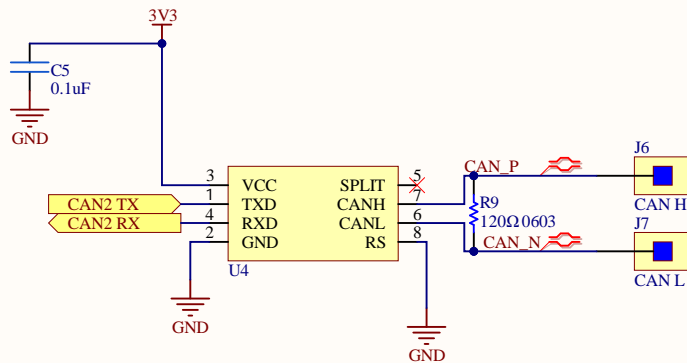 3V3
C5
0.1uF
GND
J6
CAN_P
CAN H
3 VCC SPLIT 5
CAN2 TX 1 TXD CANH 7
CAN2 RX 4 RXD CANL 6
2 GND RS 8
R9
120Ω 0603
CAN_N
J7
CAN L
U4
GND
GND